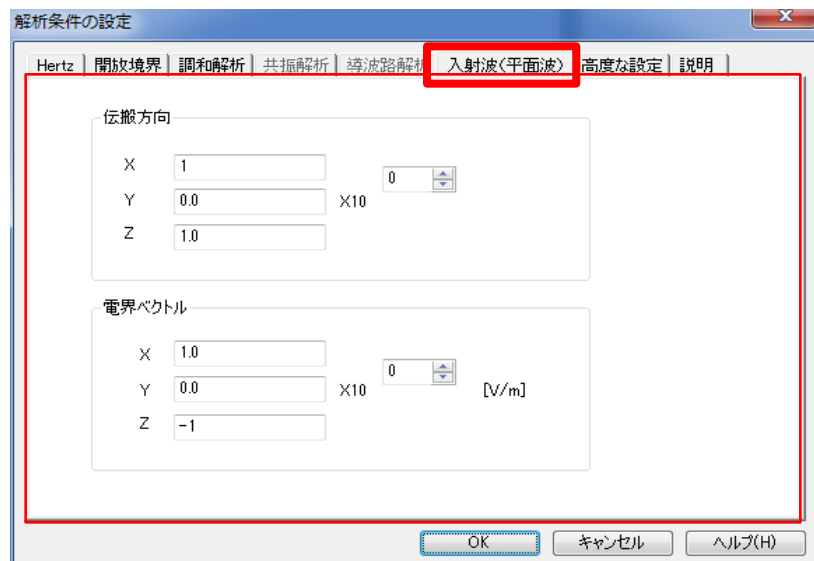 解析条件の設定
x
Hertz 開放境界 調和解析 共振解析 導波路解析 入射波(平面波) 高度な設定 説明
伝搬方向
X 1
0
Y 0.0 X10
Z 1.0
電界ベクトル
X 1.0
0
Y 0.0 X10 [V/m]
Z -1
OK キャンセル ヘルプ(H)